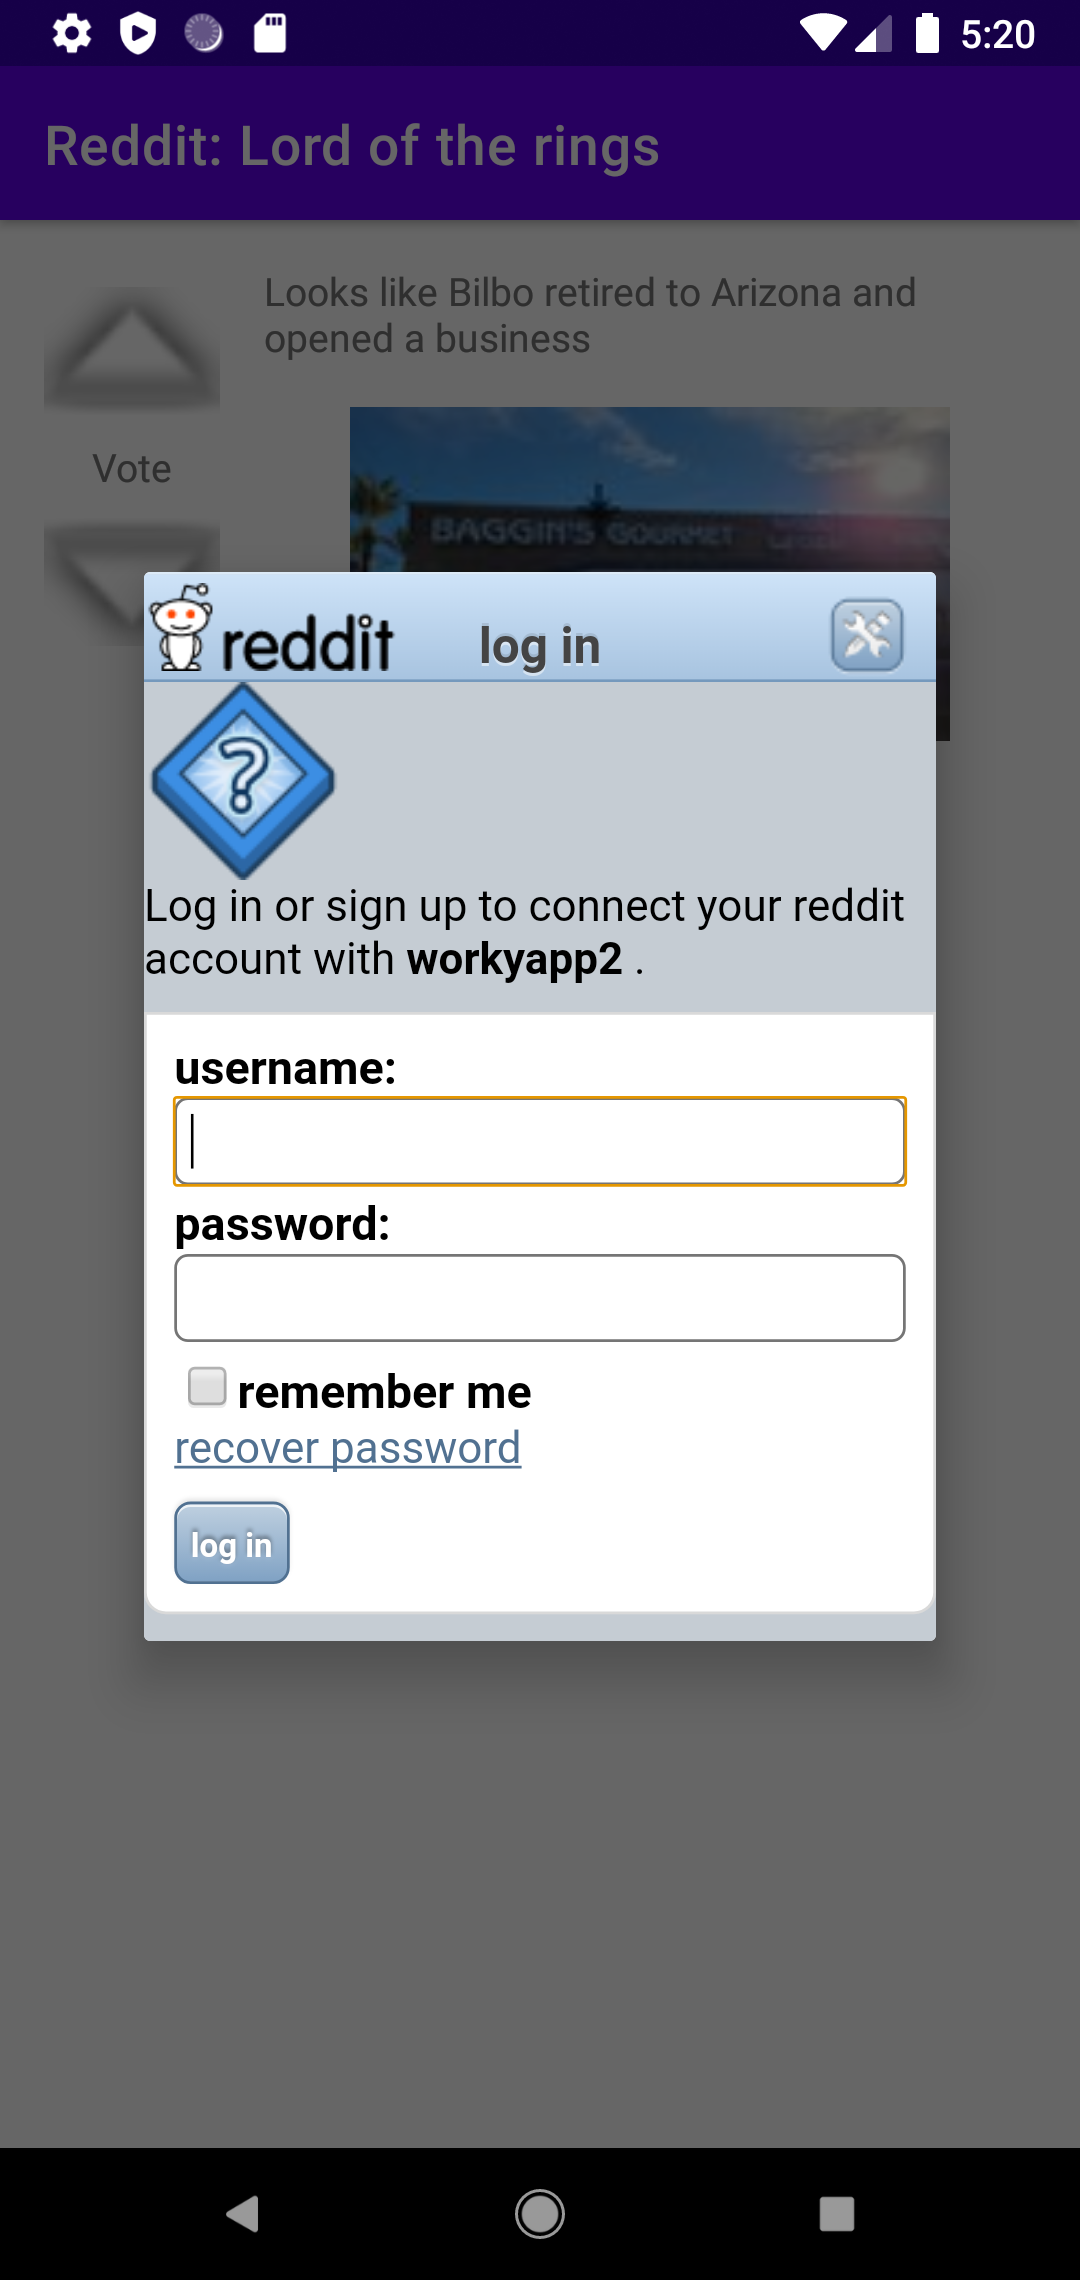 5:20
Reddit: Lord of the rings
Looks like Bilbo retired to Arizona and
opened a business
Vote
BAGGIN'S GOURMET
reddit
log in
?
Log in or sign up to connect your reddit
account with workyapp2 .
username:
password:
remember me
recover password
log in